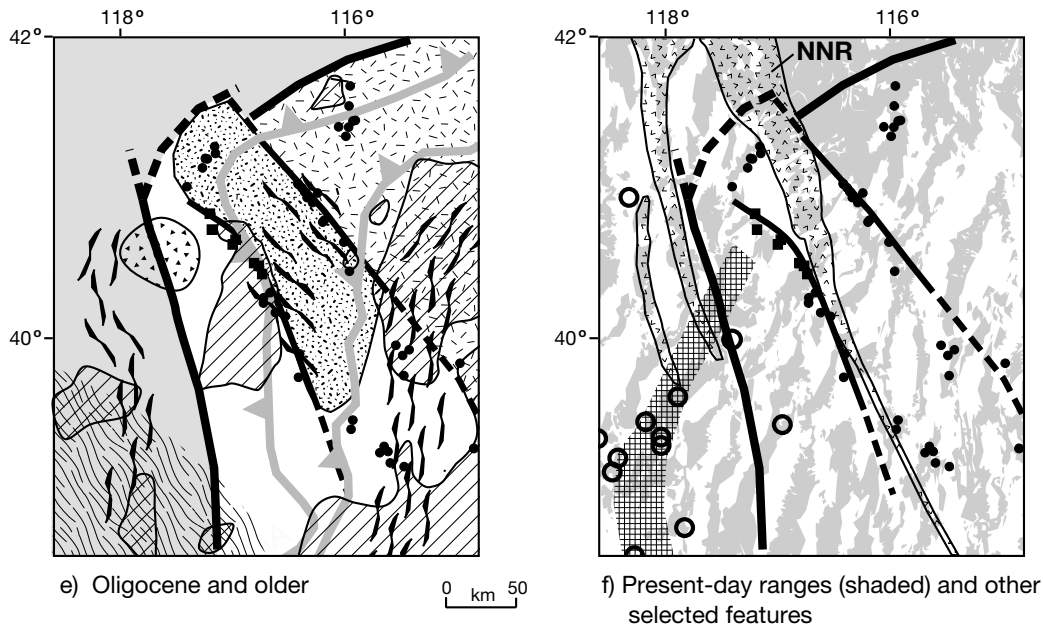 118° 116° 118° 116°
42° 42°
NNR
40° 40°
e) Oligocene and older
0 km 50
f) Present-day ranges (shaded) and other
selected features